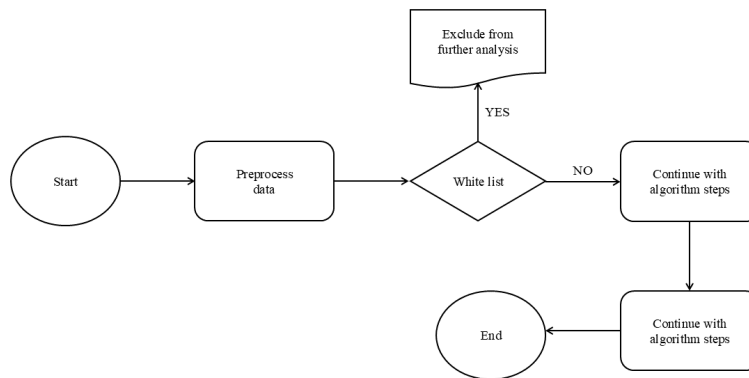 Exclude from
further analysis
YES
Start
Preprocess
data
White list
NO
Continue with
algorithm steps
End
Continue with
algorithm steps